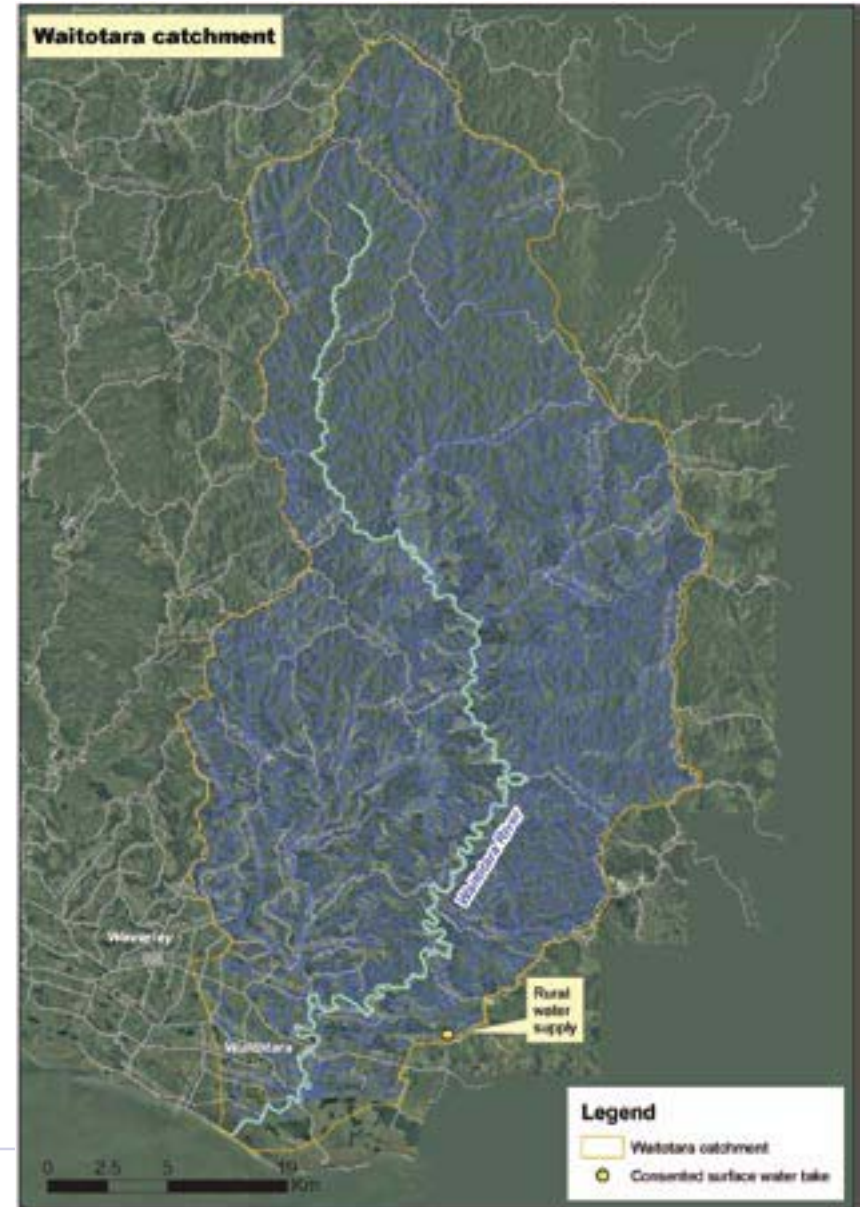 Waitotara catchment
Waitotara River
Waverley
Rural
water
supply
Waitotara
Legend
Waitotara catchment
Consented surface water take
0 2.5 5 10
Km